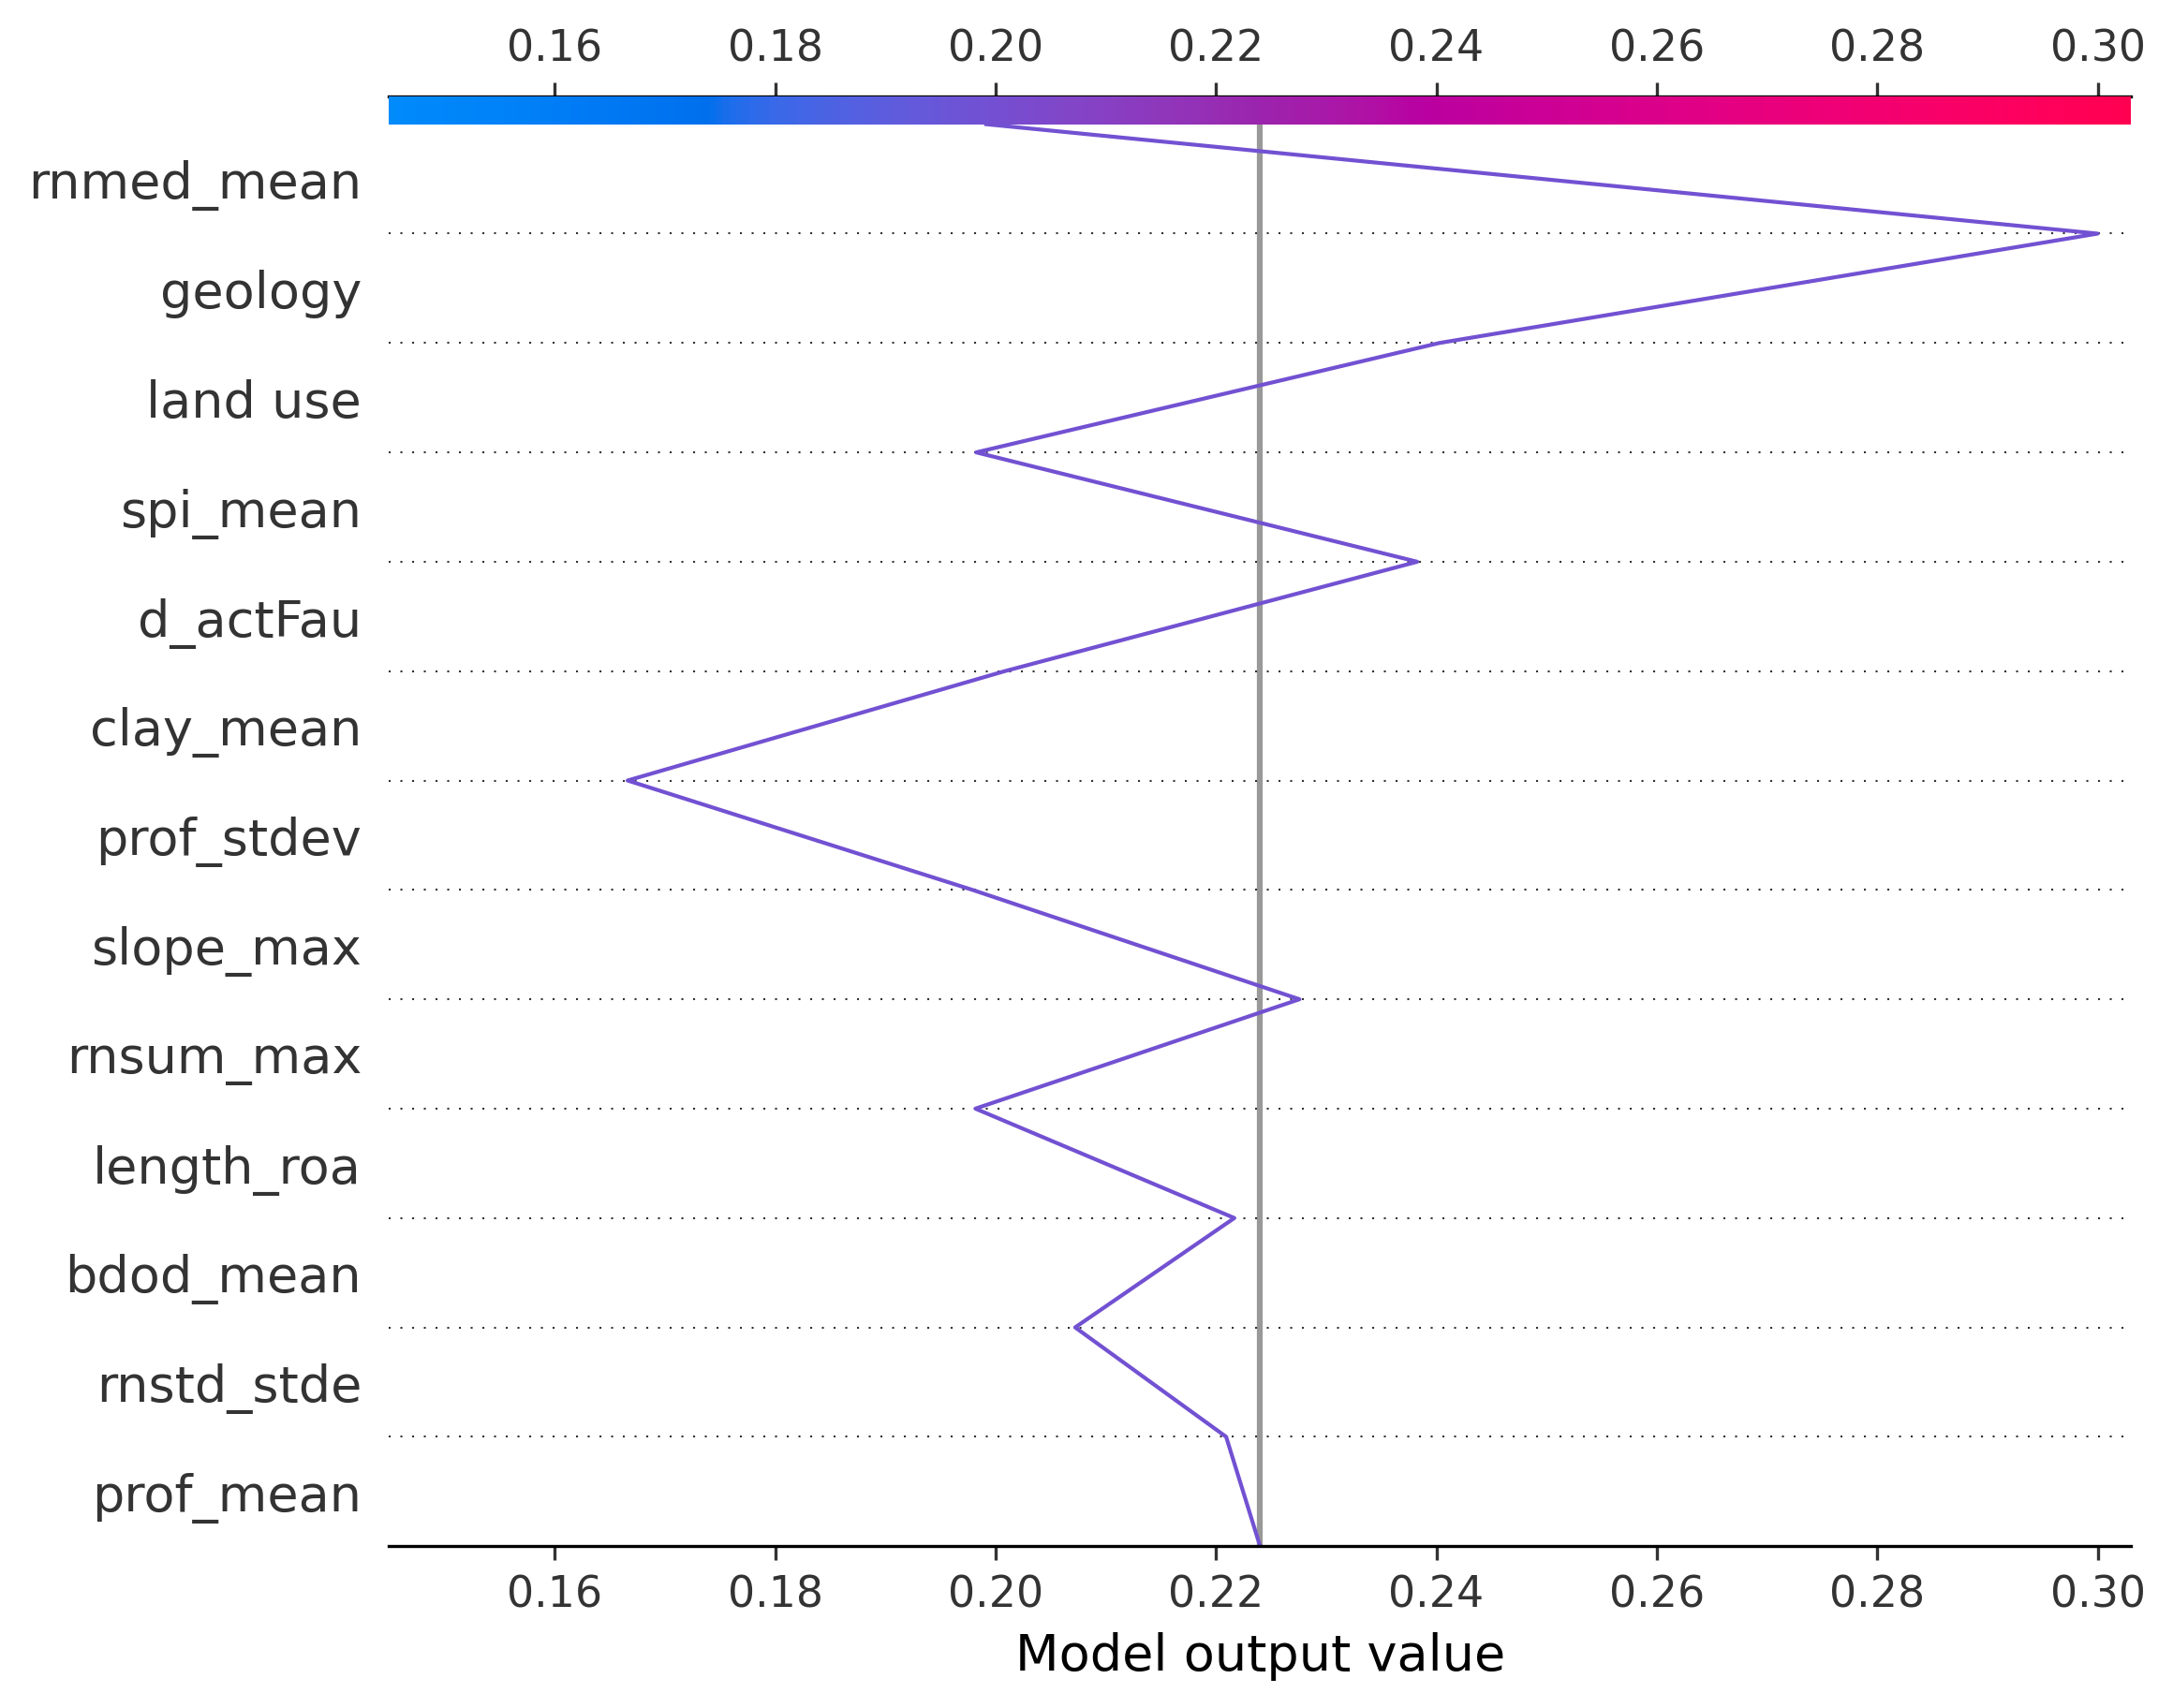 0.16 0.18 0.20 0.22 0.24 0.26 0.28 0.30
rnmed_mean
geology
land use
spi_mean
d_actFau
clay_mean
prof_stdev
slope_max
rnsum_max
length_roa
bdod_mean
rnstd_stde
prof_mean
0.16 0.18 0.20 0.22 0.24 0.26 0.28 0.30
Model output value